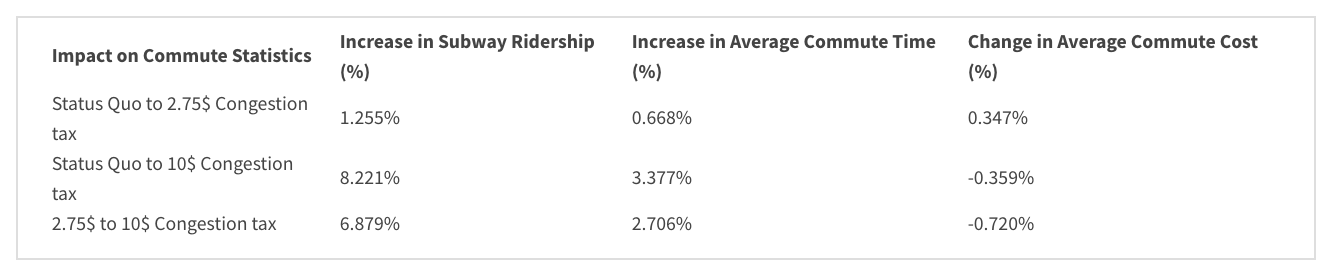 Impact on Commute Statistics
Increase in Subway Ridership
(%)
Increase in Average Commute Time
(%)
Change in Average Commute Cost
(%)
Status Quo to 2.75$ Congestion
tax
1.255%
0.668%
0.347%
Status Quo to 10$ Congestion
tax
8.221%
3.377%
-0.359%
2.75$ to 10$ Congestion tax
6.879%
2.706%
-0.720%